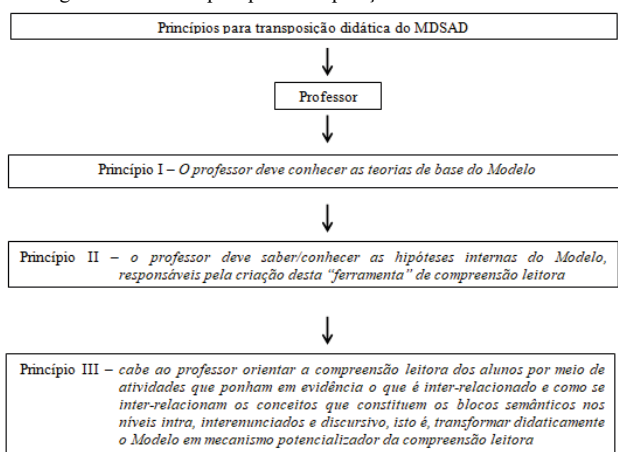 Princípios para transposição didática do MDSAD
Professor
Princípio I – O professor deve conhecer as teorias de base do Modelo
Princípio II – o professor deve saber/conhecer as hipóteses internas do Modelo,
responsáveis pela criação desta “ferramenta” de compreensão leitora
Princípio III – cabe ao professor orientar a compreensão leitora dos alunos por meio de
atividades que ponham em evidência o que é inter-relacionado e como se
inter-relacionam os conceitos que constituem os blocos semânticos nos
níveis intra, interenunciados e discursivo, isto é, transformar didaticamente
o Modelo em mecanismo potencializador da compreensão leitora